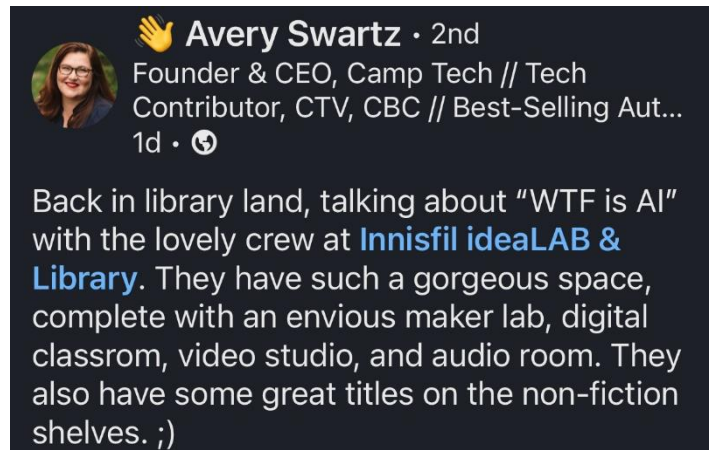 👋 Avery Swartz · 2nd
Founder & CEO, Camp Tech // Tech
Contributor, CTV, CBC // Best-Selling Aut...
1d ·
Back in library land, talking about “WTF is AI”
with the lovely crew at Innisfil ideaLAB &
Library. They have such a gorgeous space,
complete with an envious maker lab, digital
classrom, video studio, and audio room. They
also have some great titles on the non-fiction
shelves. ;)